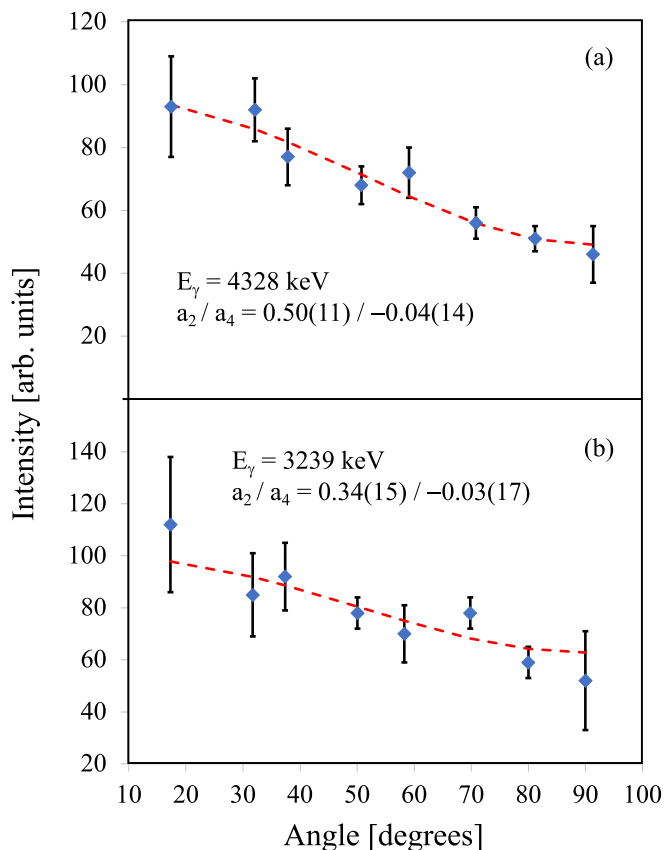 120
(a)
100
80
60
40
20
E_γ = 4328 keV
a₂ / a₄ = 0.50(11) / −0.04(14)
Intensity [arb. units]
140
(b)
120
100
80
60
40
20
E_γ = 3239 keV
a₂ / a₄ = 0.34(15) / −0.03(17)
10 20 30 40 50 60 70 80 90 100
Angle [degrees]